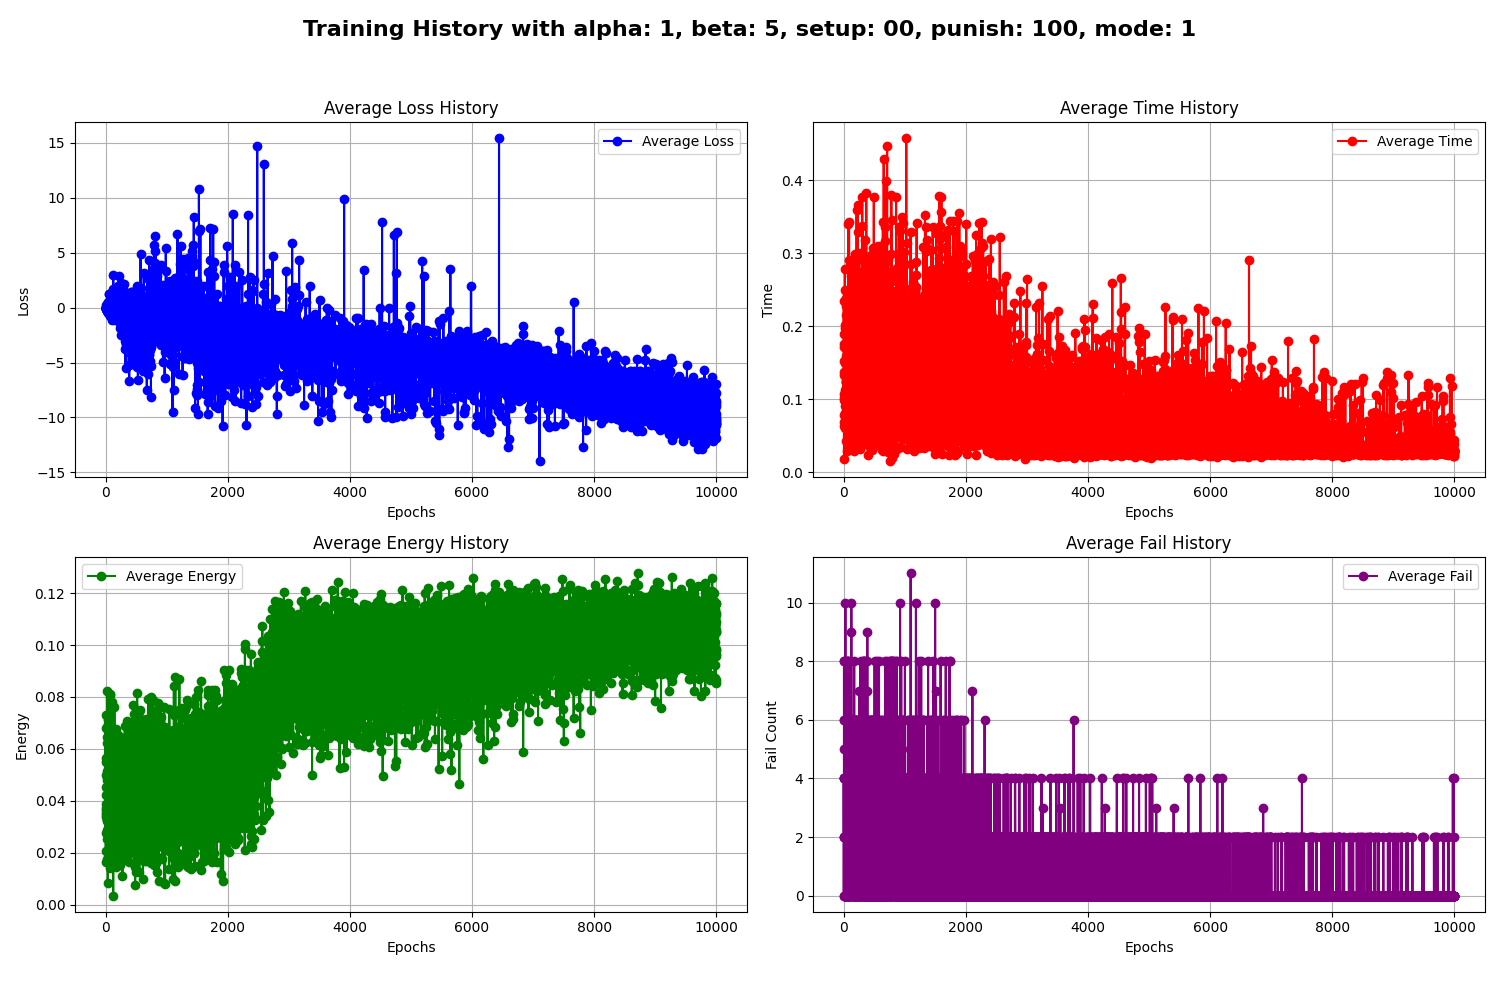 Training History with alpha: 1, beta: 5, setup: 00, punish: 100, mode: 1
Average Loss History
15
10
5
0
−5
−10
−15
Loss
Average Loss
0 2000 4000 6000 8000 10000
Epochs
Average Time History
0.4
0.3
0.2
0.1
0.0
Time
Average Time
0 2000 4000 6000 8000 10000
Epochs
Average Energy History
0.12
0.10
0.08
0.06
0.04
0.02
0.00
Energy
Average Energy
0 2000 4000 6000 8000 10000
Epochs
Average Fail History
10
8
6
4
2
0
Fail Count
Average Fail
0 2000 4000 6000 8000 10000
Epochs